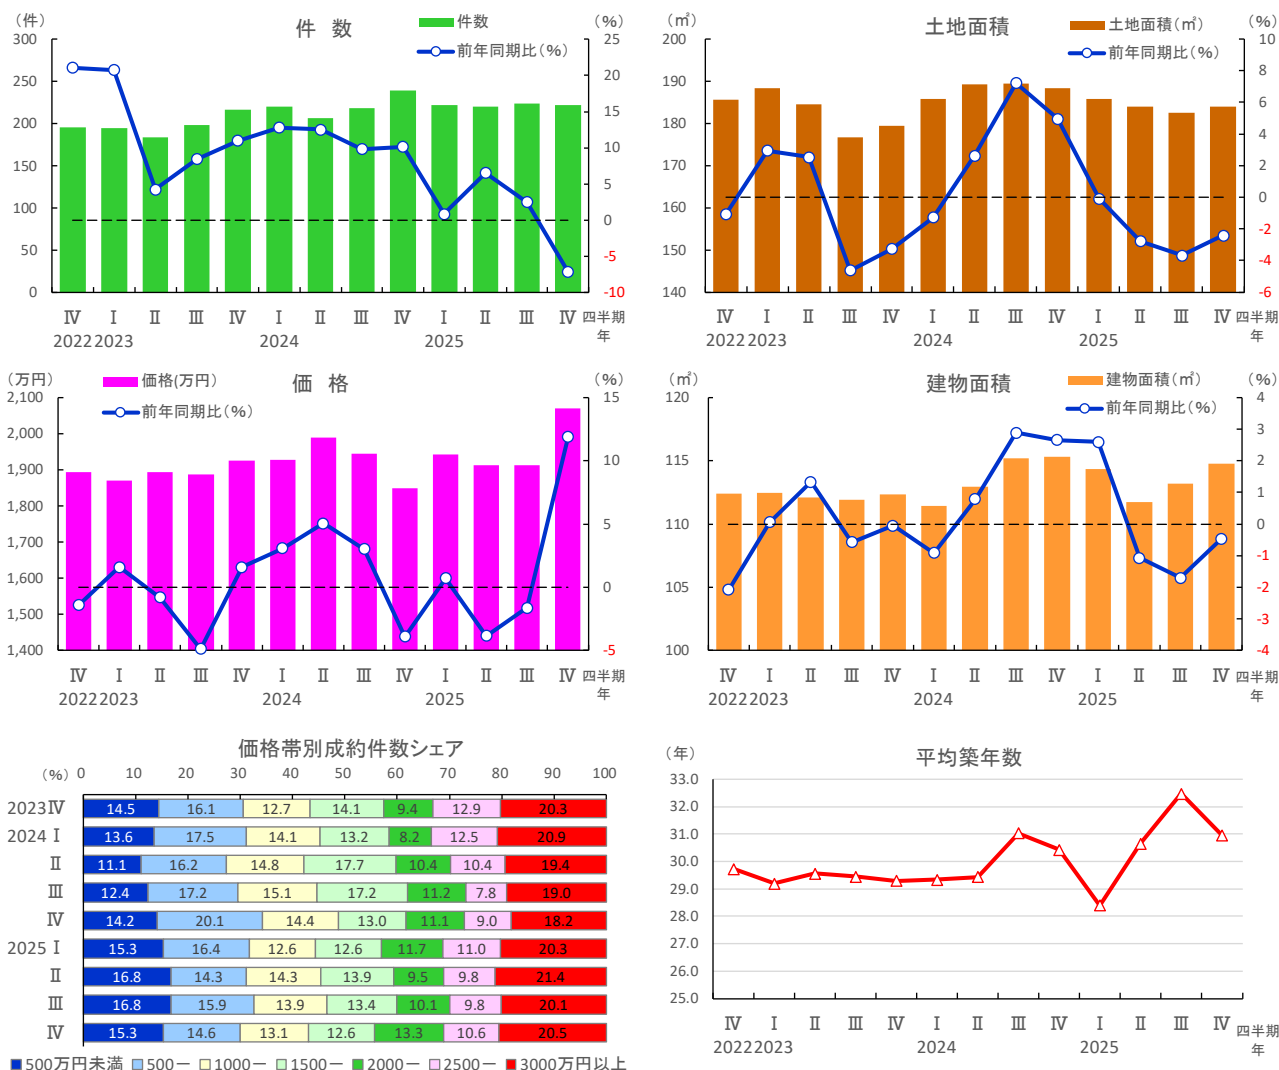 件　数
(件)
(%)
件数
前年同期比(%)
300
250
200
150
100
50
0
25
20
15
10
5
0
-5
-10
Ⅳ Ⅰ Ⅱ Ⅲ Ⅳ Ⅰ Ⅱ Ⅲ Ⅳ Ⅰ Ⅱ Ⅲ Ⅳ 四半期
2022 2023 2024 2025 年
土地面積
(㎡)
(%)
土地面積(㎡)
前年同期比(%)
200
190
180
170
160
150
140
10
8
6
4
2
0
-2
-4
-6
Ⅳ Ⅰ Ⅱ Ⅲ Ⅳ Ⅰ Ⅱ Ⅲ Ⅳ Ⅰ Ⅱ Ⅲ Ⅳ 四半期
2022 2023 2024 2025 年
価　格
(万円)
(%)
価格(万円)
前年同期比(%)
2,100
2,000
1,900
1,800
1,700
1,600
1,500
1,400
15
10
5
0
-5
Ⅳ Ⅰ Ⅱ Ⅲ Ⅳ Ⅰ Ⅱ Ⅲ Ⅳ Ⅰ Ⅱ Ⅲ Ⅳ 四半期
2022 2023 2024 2025 年
建物面積
(㎡)
(%)
建物面積(㎡)
前年同期比(%)
120
115
110
105
100
4
3
2
1
0
-1
-2
-3
-4
Ⅳ Ⅰ Ⅱ Ⅲ Ⅳ Ⅰ Ⅱ Ⅲ Ⅳ Ⅰ Ⅱ Ⅲ Ⅳ 四半期
2022 2023 2024 2025 年
価格帯別成約件数シェア
(%) 0 10 20 30 40 50 60 70 80 90 100
2023Ⅳ 14.5 16.1 12.7 14.1 9.4 12.9 20.3
2024Ⅰ 13.6 17.5 14.1 13.2 8.2 12.5 20.9
Ⅱ 11.1 16.2 14.8 17.7 10.4 10.4 19.4
Ⅲ 12.4 17.2 15.1 17.2 11.2 7.8 19.0
Ⅳ 14.2 20.1 14.4 13.0 11.1 9.0 18.2
2025Ⅰ 15.3 16.4 12.6 12.6 11.7 11.0 20.3
Ⅱ 16.8 14.3 14.3 13.9 9.5 9.8 21.4
Ⅲ 16.8 15.9 13.9 13.4 10.1 9.8 20.1
Ⅳ 15.3 14.6 13.1 12.6 13.3 10.6 20.5
500万円未満 500ー 1000ー 1500ー 2000ー 2500ー 3000万円以上
平均築年数
(年)
33.0
32.0
31.0
30.0
29.0
28.0
27.0
26.0
25.0
Ⅳ Ⅰ Ⅱ Ⅲ Ⅳ Ⅰ Ⅱ Ⅲ Ⅳ Ⅰ Ⅱ Ⅲ Ⅳ 四半期
2022 2023 2024 2025 年